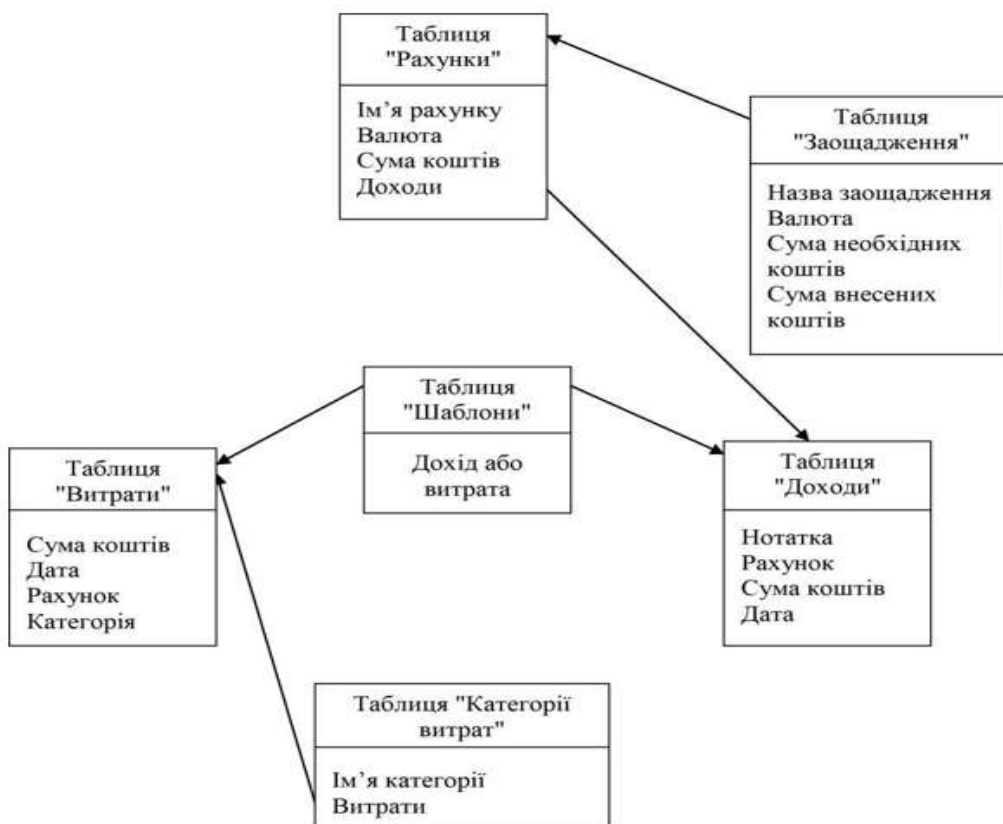 Таблиця
"Рахунки"
Ім’я рахунку
Валюта
Сума коштів
Доходи
Таблиця
"Заощадження"
Назва заощадження
Валюта
Сума необхідних
коштів
Сума внесених
коштів
Таблиця
"Шаблони"
Дохід або
витрата
Таблиця
"Витрати"
Сума коштів
Дата
Рахунок
Категорія
Таблиця
"Доходи"
Нотатка
Рахунок
Сума коштів
Дата
Таблиця "Категорії
витрат"
Ім’я категорії
Витрати